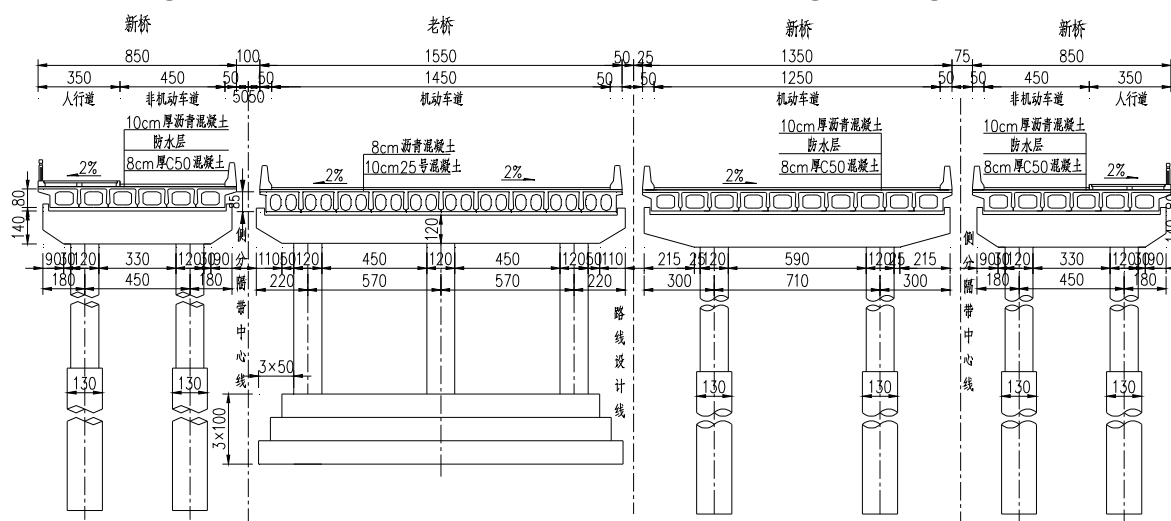 新桥 老桥 新桥 新桥
850 100 1550 50 25 1350 75 850
350 450 50 50 1450 50 50 1250 50 50 450 350
人行道 非机动车道 5050 机动车道 机动车道 非机动车道 人行道
10cm厚沥青混凝土
防水层
8cm厚C50混凝土
8cm沥青混凝土
10cm25号混凝土
10cm厚沥青混凝土
防水层
8cm厚C50混凝土
10cm厚沥青混凝土
防水层
8cm厚C50混凝土
2% 2% 2% 2% 2%
80 85
140 120
90 30 120 330 120 30 90 110 50 120 450 120 450 120 50 110 215 25 120 590 120 25 215 90 30 120 330 120 30 90
180 450 180 220 570 570 220 300 710 300 180 450 180
侧分隔带中心线
路线设计线
侧分隔带中心线
3×50
130 130 130 130 130 130
3×100